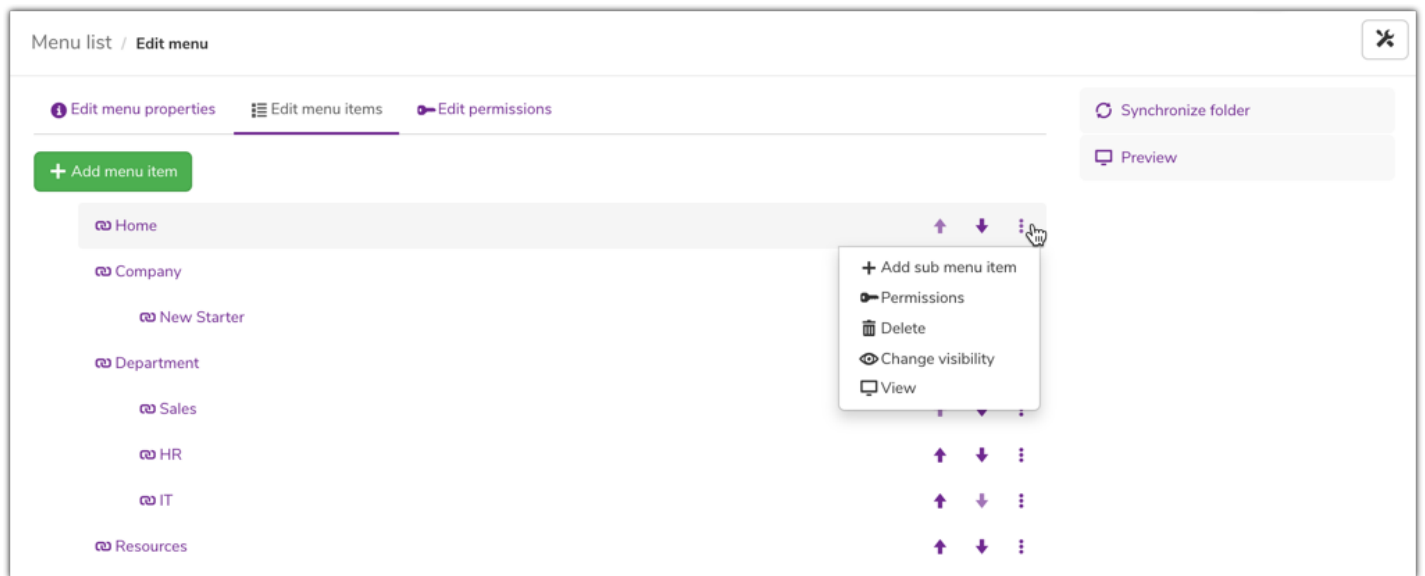 Menu list / Edit menu
Edit menu properties
Edit menu items
Edit permissions
Synchronize folder
Preview
Add menu item
Home
Add sub menu item
Company
Permissions
New Starter
Delete
Department
Change visibility
View
Sales
HR
IT
Resources